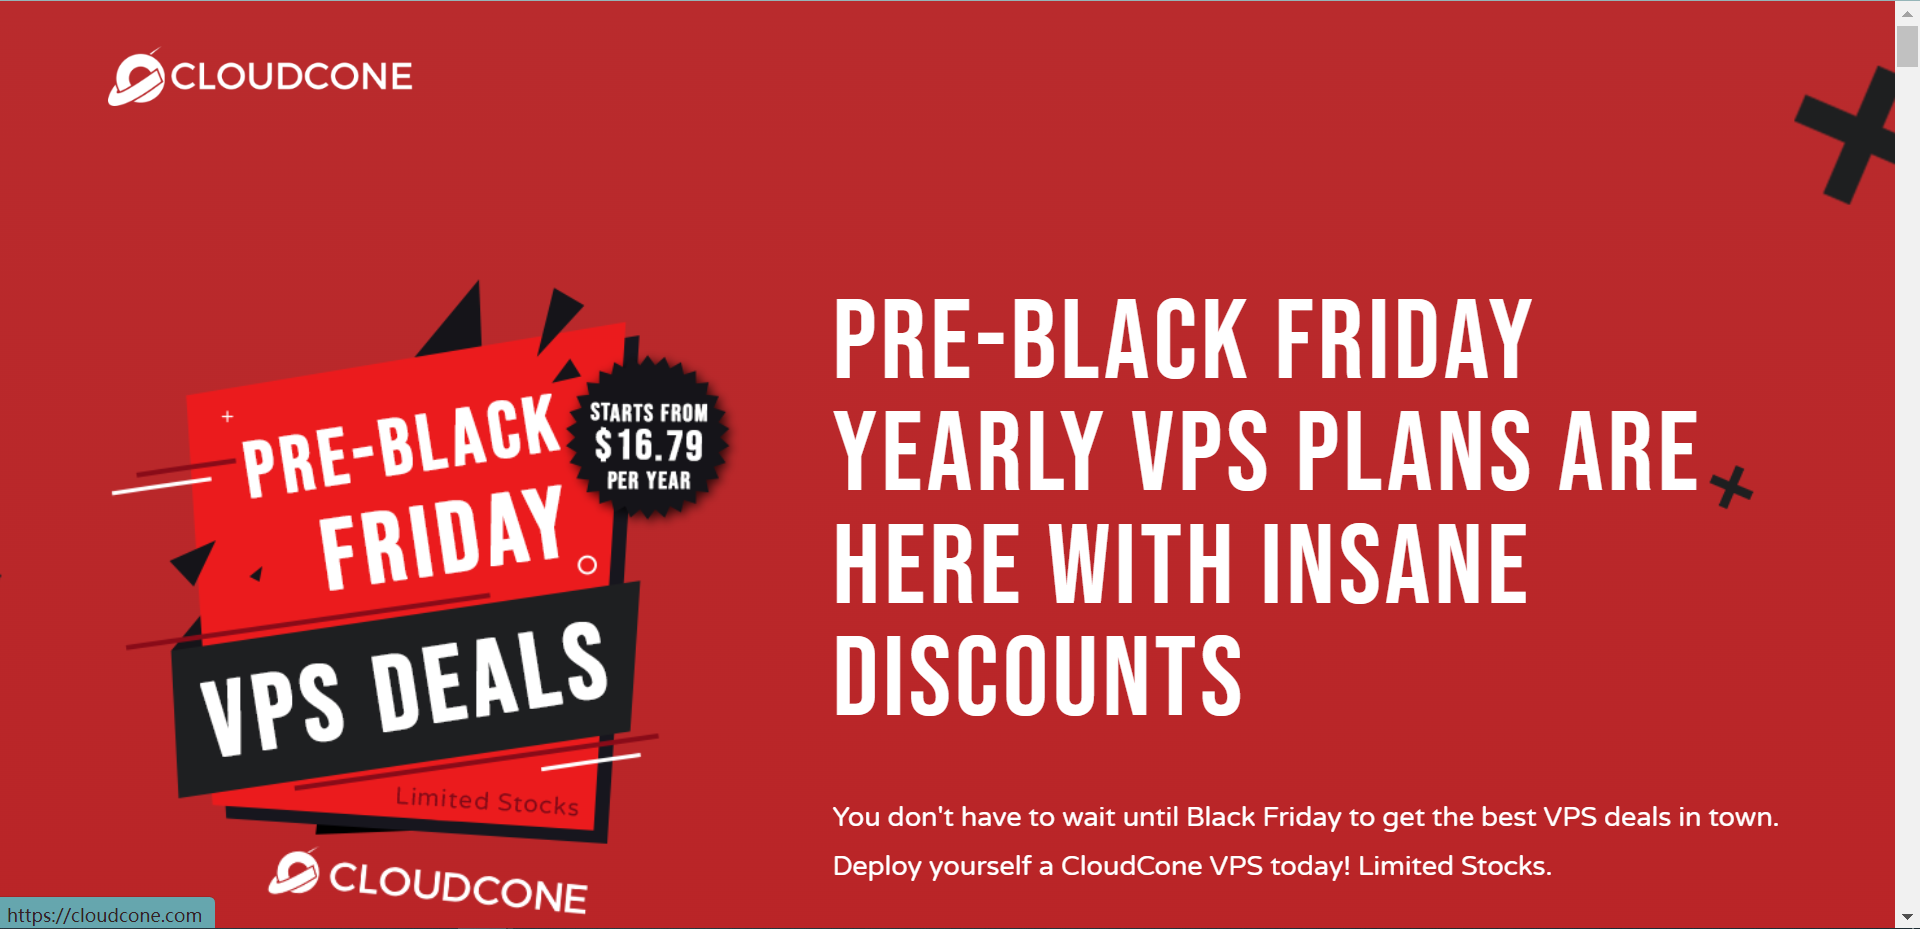 CLOUDCONE
PRE-BLACK
FRIDAY
VPS DEALS
STARTS FROM
$16.79
PER YEAR
Limited Stocks
CLOUDCONE
PRE-BLACK FRIDAY
YEARLY VPS PLANS ARE
HERE WITH INSANE
DISCOUNTS
You don't have to wait until Black Friday to get the best VPS deals in town.
Deploy yourself a CloudCone VPS today! Limited Stocks.
https://cloudcone.com